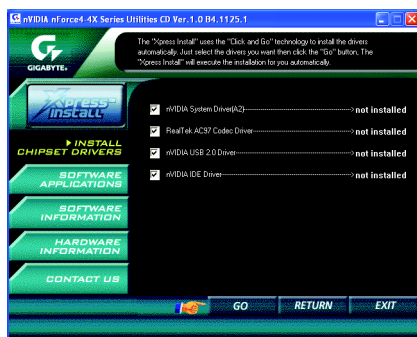 nVIDIA nForce4-4X Series Utilities CD Ver.1.0 B4.1125.1
GIGABYTE™
The "Xpress Install" uses the "Click and Go" technology to install the drivers
automatically. Just select the drivers you want then click the "Go" button, The
"Xpress Install" will execute the installation for you automatically.
Xpress
install
INSTALL
CHIPSET DRIVERS
SOFTWARE
APPLICATIONS
SOFTWARE
INFORMATION
HARDWARE
INFORMATION
CONTACT US
nVIDIA System Driver(A2) not installed
RealTek AC97 Codec Driver not installed
nVIDIA USB 2.0 Driver not installed
nVIDIA IDE Driver not installed
GO RETURN EXIT